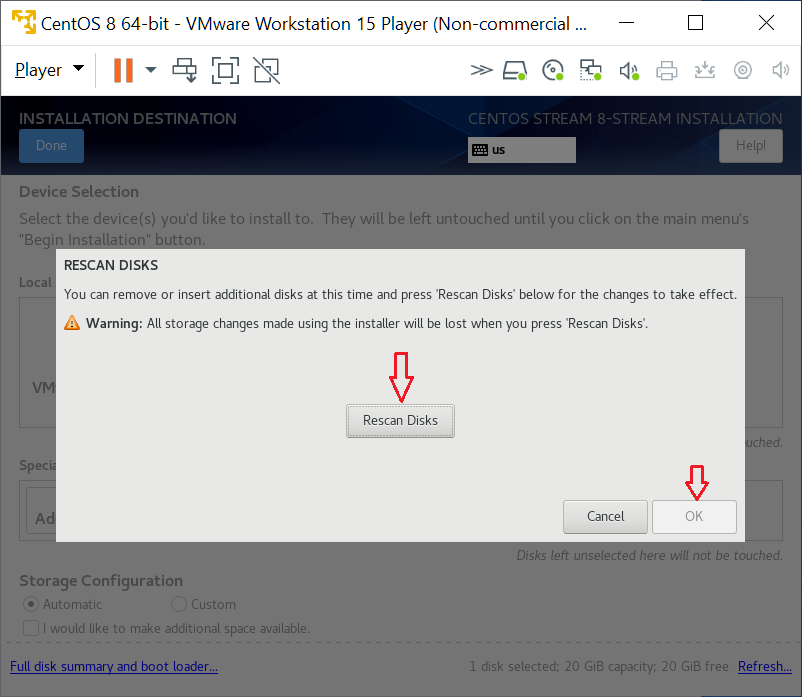 CentOS 8 64-bit - VMware Workstation 15 Player (Non-commercial ...
Player
INSTALLATION DESTINATION
CENTOS STREAM 8-STREAM INSTALLATION
Done
us
Help!
Device Selection
Select the device(s) you'd like to install to. They will be left untouched until you click on the main menu's
"Begin Installation" button.
RESCAN DISKS
Local
You can remove or insert additional disks at this time and press 'Rescan Disks' below for the changes to take effect.
Warning: All storage changes made using the installer will be lost when you press 'Rescan Disks'.
Rescan Disks
Cancel
OK
Disks left unselected here will not be touched.
Storage Configuration
Automatic
Custom
I would like to make additional space available.
Full disk summary and boot loader...
1 disk selected; 20 GiB capacity; 20 GiB free
Refresh...